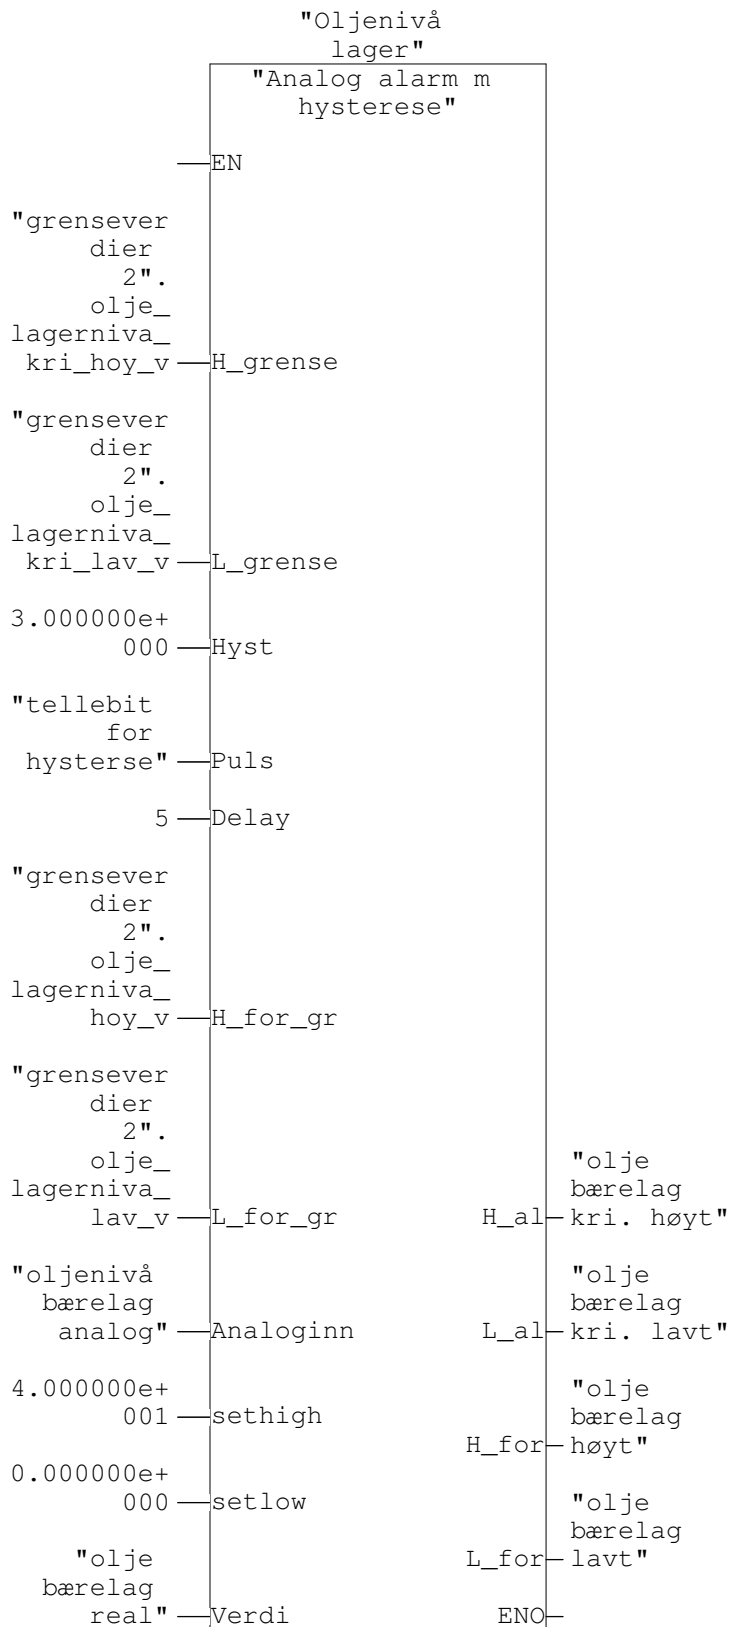 "Oljenivå
lager"
"Analog alarm m
hysterese"
EN
"grensever
dier
2".
olje_
lagerniva_
kri_hoy_v H_grense
"grensever
dier
2".
olje_
lagerniva_
kri_lav_v L_grense
3.000000e+
000 Hyst
"tellebit
for
hysterse" Puls
5 Delay
"grensever
dier
2".
olje_
lagerniva_
hoy_v H_for_gr
"grensever
dier
2".
olje_
lagerniva_
lav_v L_for_gr
"olje
bærelag
H_al kri. høyt"
"oljenivå
bærelag
analog" Analoginn
"olje
bærelag
L_al kri. lavt"
4.000000e+
001 sethigh
"olje
bærelag
H_for høyt"
0.000000e+
000 setlow
"olje
bærelag
L_for lavt"
"olje
bærelag
real" Verdi
ENO